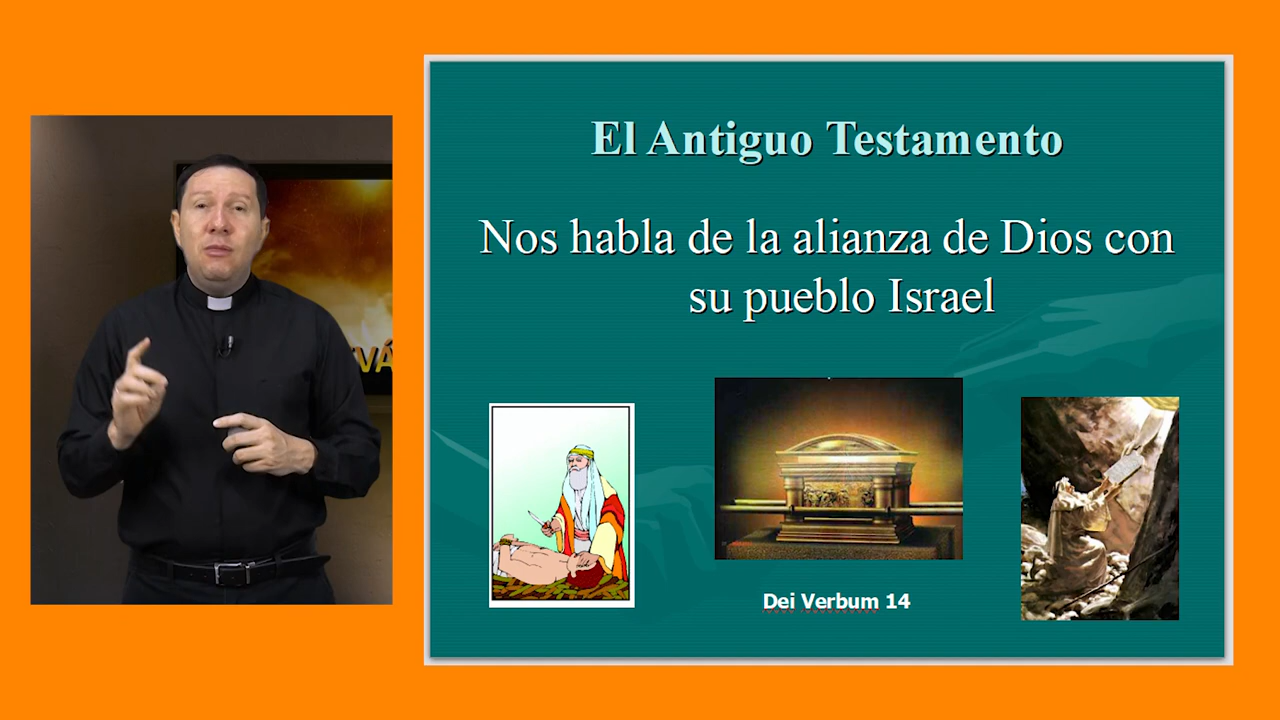 El Antiguo Testamento
Nos habla de la alianza de Dios con
su pueblo Israel
Dei Verbum 14